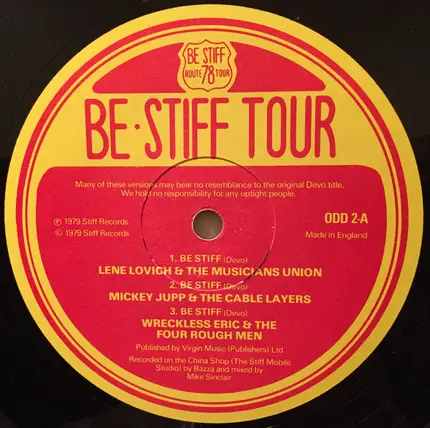 BE STIFF
ROUTE 78 TOUR
BE·STIFF TOUR
Many of these versions may bear no resemblance to the original Devo title.
We hold no responsibility for any uptight people.
℗ 1979 Stiff Records
© 1979 Stiff Records
ODD 2-A
Made in England
1. BE STIFF (Devo)
LENE LOVICH & THE MUSICIANS UNION
2. BE STIFF (Devo)
MICKEY JUPP & THE CABLE LAYERS
3. BE STIFF (Devo)
WRECKLESS ERIC & THE
FOUR ROUGH MEN
Published by Virgin Music (Publishers) Ltd
Recorded on the China Shop (The Stiff Mobile
Studio) by Bazza and mixed by
Mike Sinclair